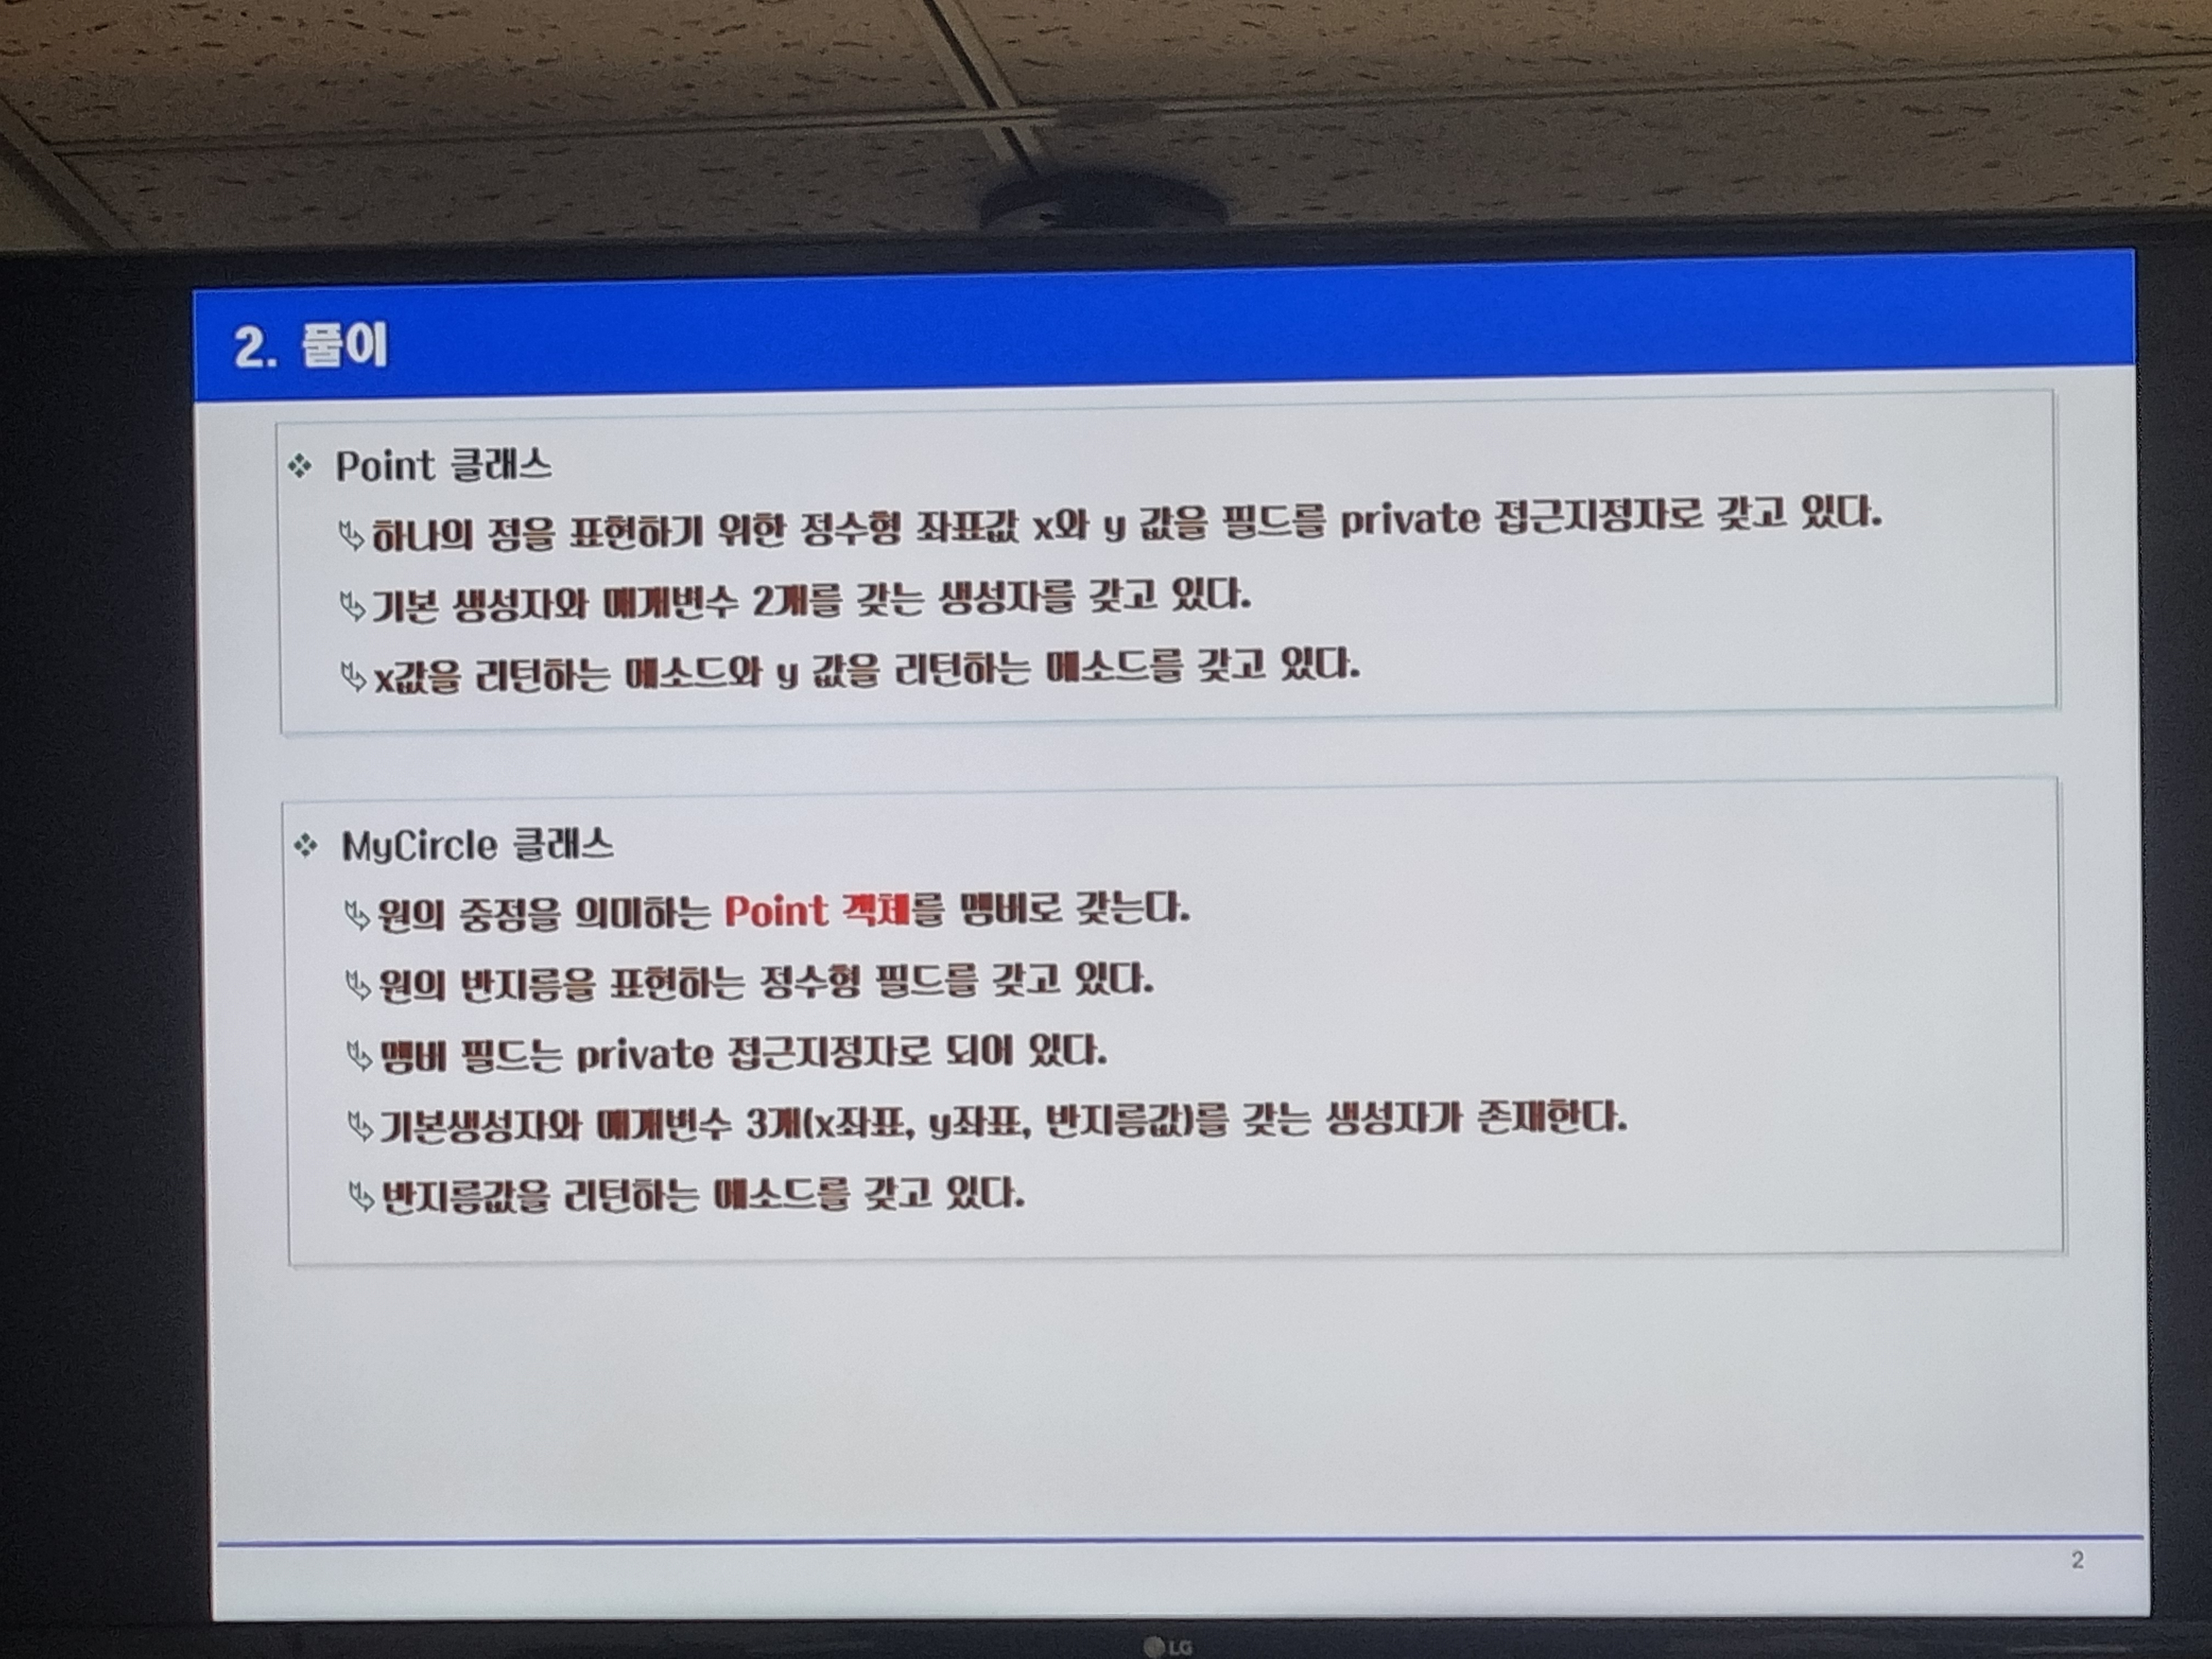 2. 풀이
Point 클래스
하나의 점을 표현하기 위한 정수형 좌표값 x와 y 값을 필드를 private 접근지정자로 갖고 있다.
기본 생성자와 매개변수 2개를 갖는 생성자를 갖고 있다.
x값을 리턴하는 메소드와 y 값을 리턴하는 메소드를 갖고 있다.
MyCircle 클래스
원의 중점을 의미하는 Point 객체를 멤버로 갖는다.
원의 반지름을 표현하는 정수형 필드를 갖고 있다.
멤버 필드는 private 접근지정자로 되어 있다.
기본생성자와 매개변수 3개(x좌표, y좌표, 반지름값)를 갖는 생성자가 존재한다.
반지름값을 리턴하는 메소드를 갖고 있다.
2
LG